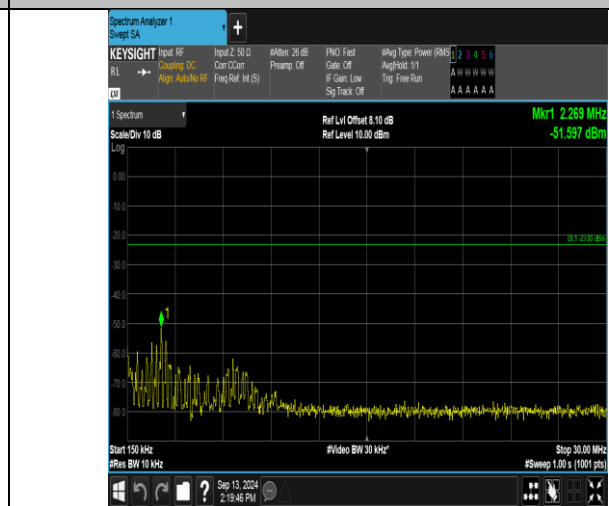 Spectrum Analyzer 1
Swept SA
+
KEYSIGHT
RL
Input: RF
Coupling: DC
Align: Auto/No RF
Input Z: 50 Ω
Corr CCorr
Freq Ref: Int (S)
#Atten: 26 dB
Preamp: Off
PNO: Fast
Gate: Off
IF Gain: Low
Sig Track: Off
#Avg Type: Power (RMS
Avg|Hold: 1/1
Trig: Free Run
1 2 3 4 5 6
A W W W W W
A A A A A A
1 Spectrum
Scale/Div 10 dB
Ref Lvl Offset 8.10 dB
Ref Level 10.00 dBm
Mkr1 2.269 MHz
-51.597 dBm
Log
0.00
-10.0
-20.0
DL1 -23.00 dBm
-30.0
-40.0
1
-50.0
-60.0
-70.0
-80.0
Start 150 kHz
#Video BW 30 kHz*
Stop 30.00 MHz
#Res BW 10 kHz
#Sweep 1.00 s (1001 pts)
?
Sep 13, 2024
2:19:46 PM